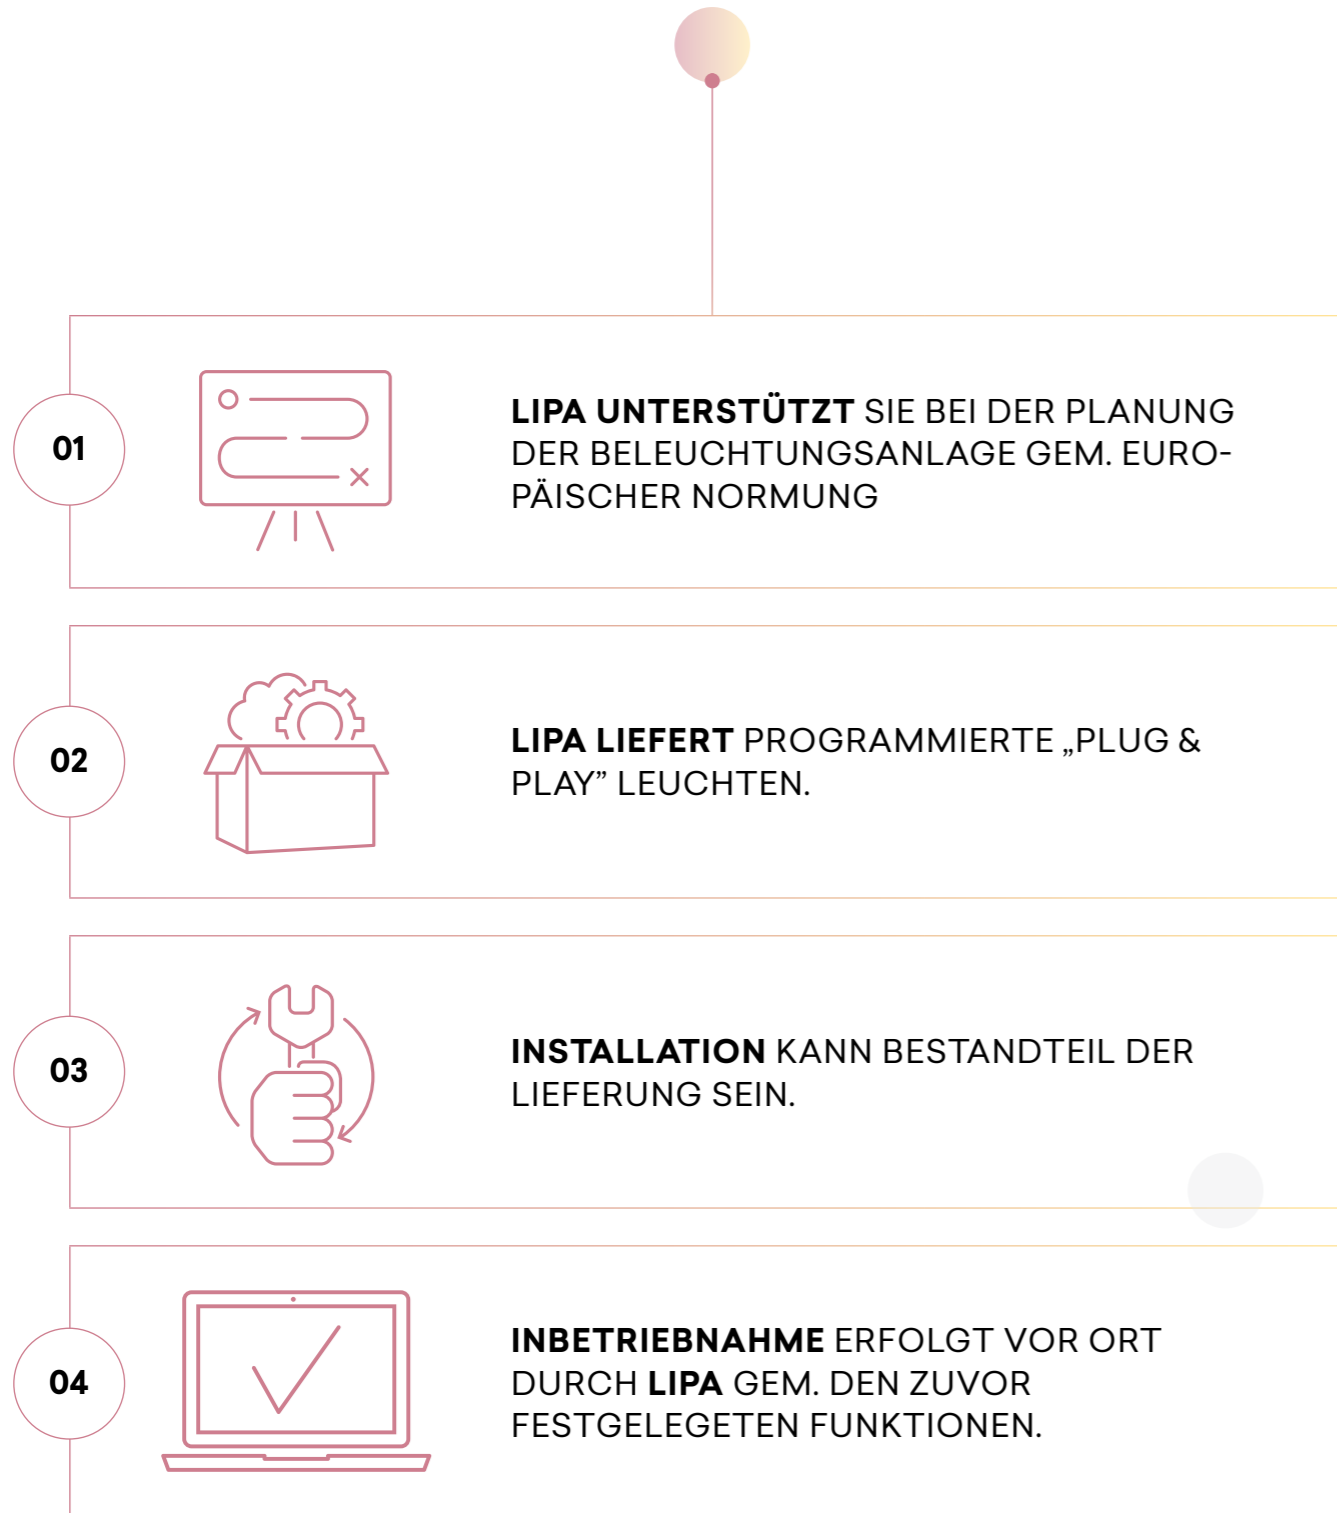 01
LIPA UNTERSTÜTZT SIE BEI DER PLANUNG
DER BELEUCHTUNGSANLAGE GEM. EURO-
PÄISCHER NORMUNG
02
LIPA LIEFERT PROGRAMMIERTE „PLUG &
PLAY” LEUCHTEN.
03
INSTALLATION KANN BESTANDTEIL DER
LIEFERUNG SEIN.
04
INBETRIEBNAHME ERFOLGT VOR ORT
DURCH LIPA GEM. DEN ZUVOR
FESTGELEGETEN FUNKTIONEN.